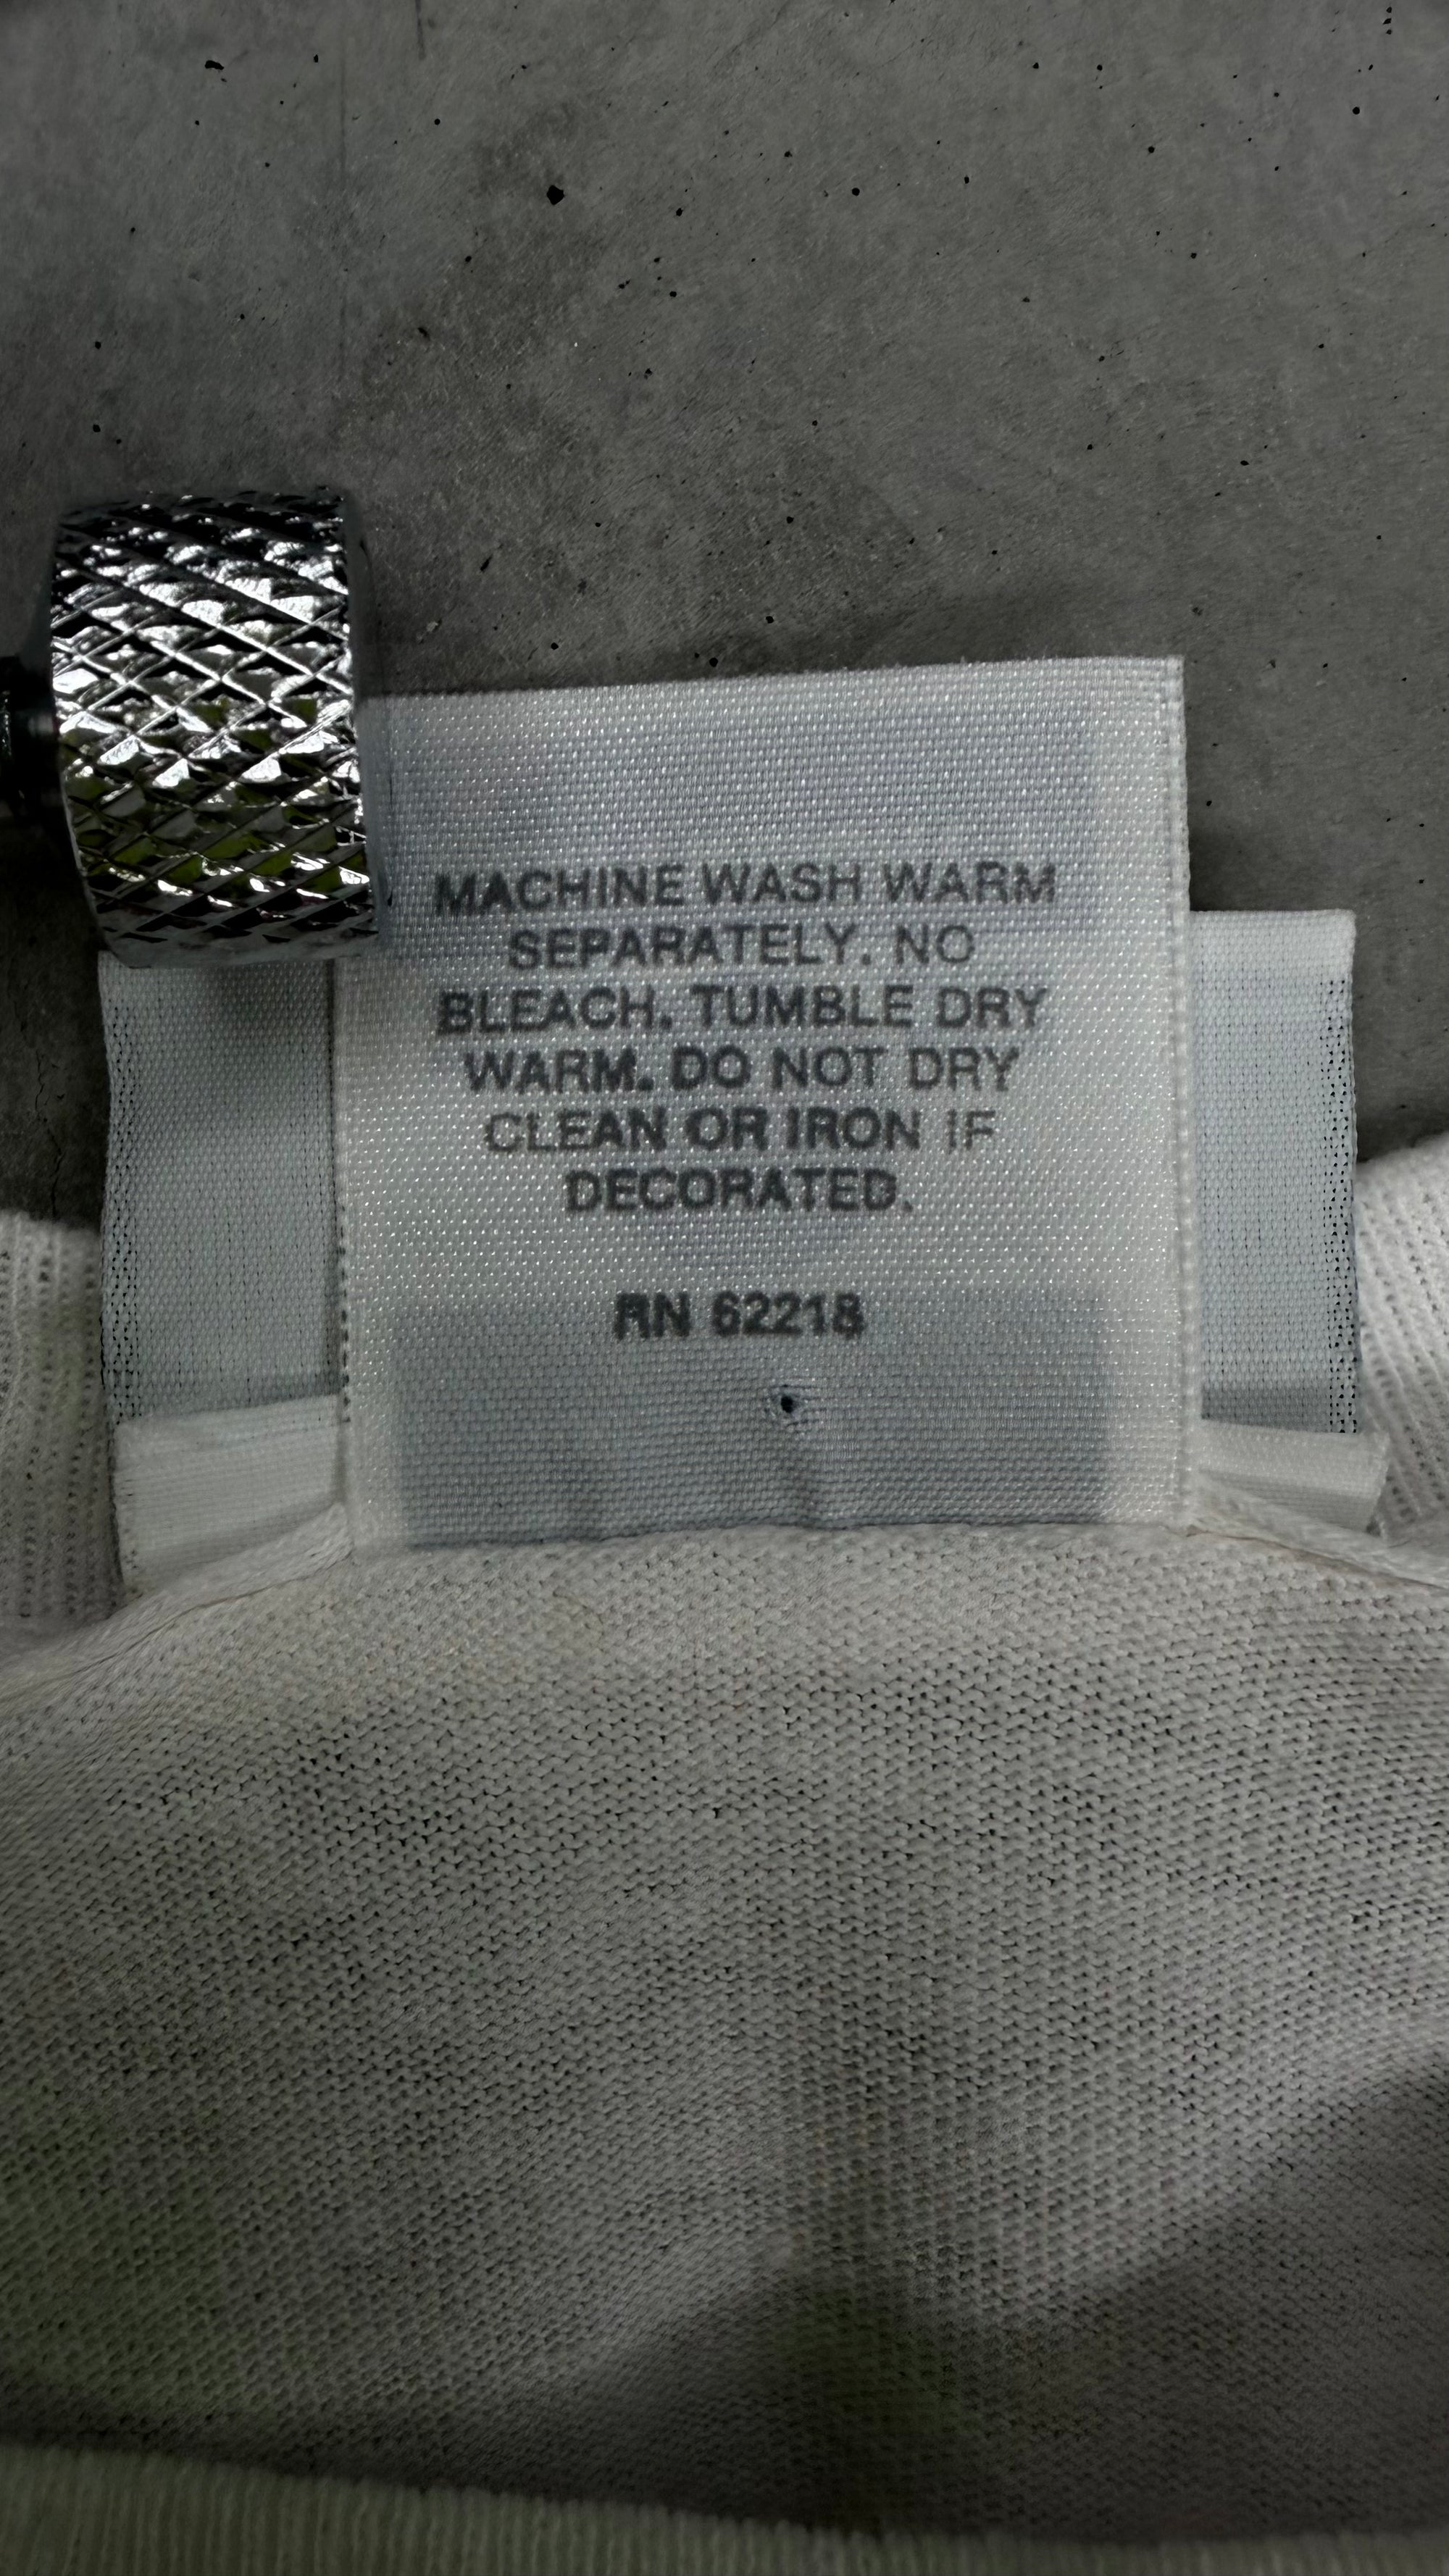 MACHINE WASH WARM
SEPARATELY. NO
BLEACH. TUMBLE DRY
WARM. DO NOT DRY
CLEAN OR IRON IF
DECORATED.
RN 62218